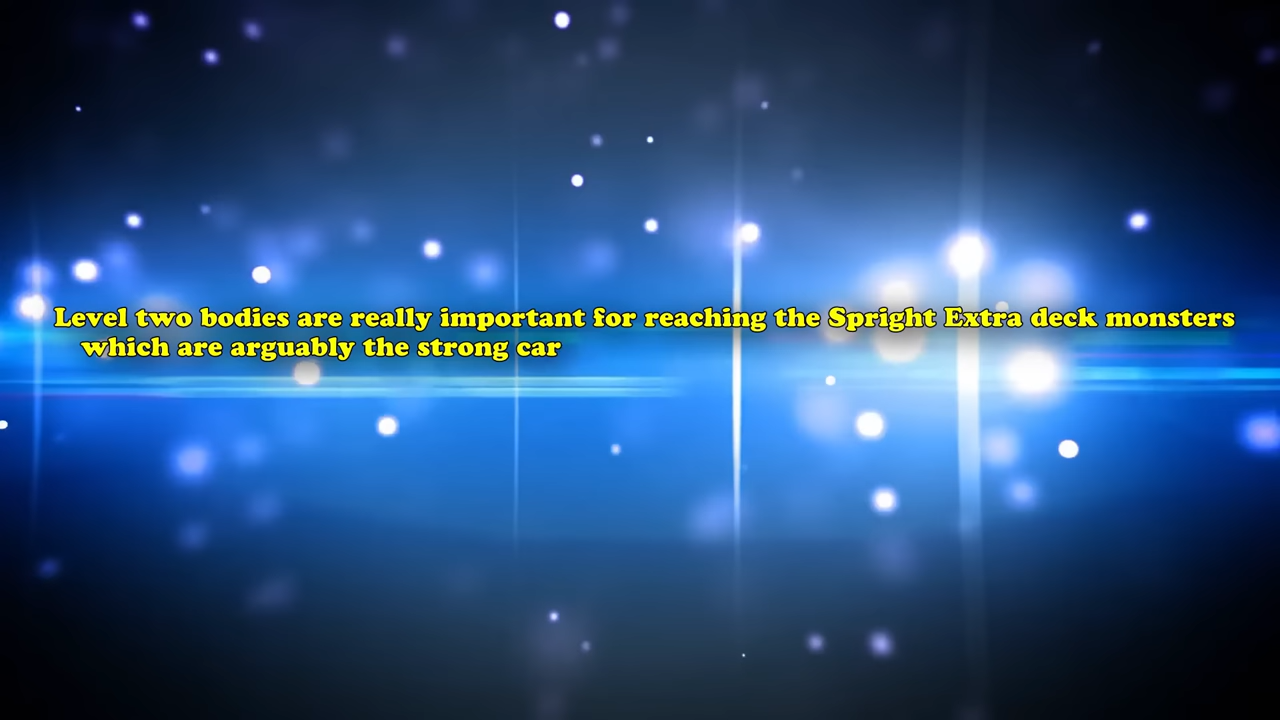 Level two bodies are really important for reaching the Spright Extra deck monsters
which are arguably the strong car